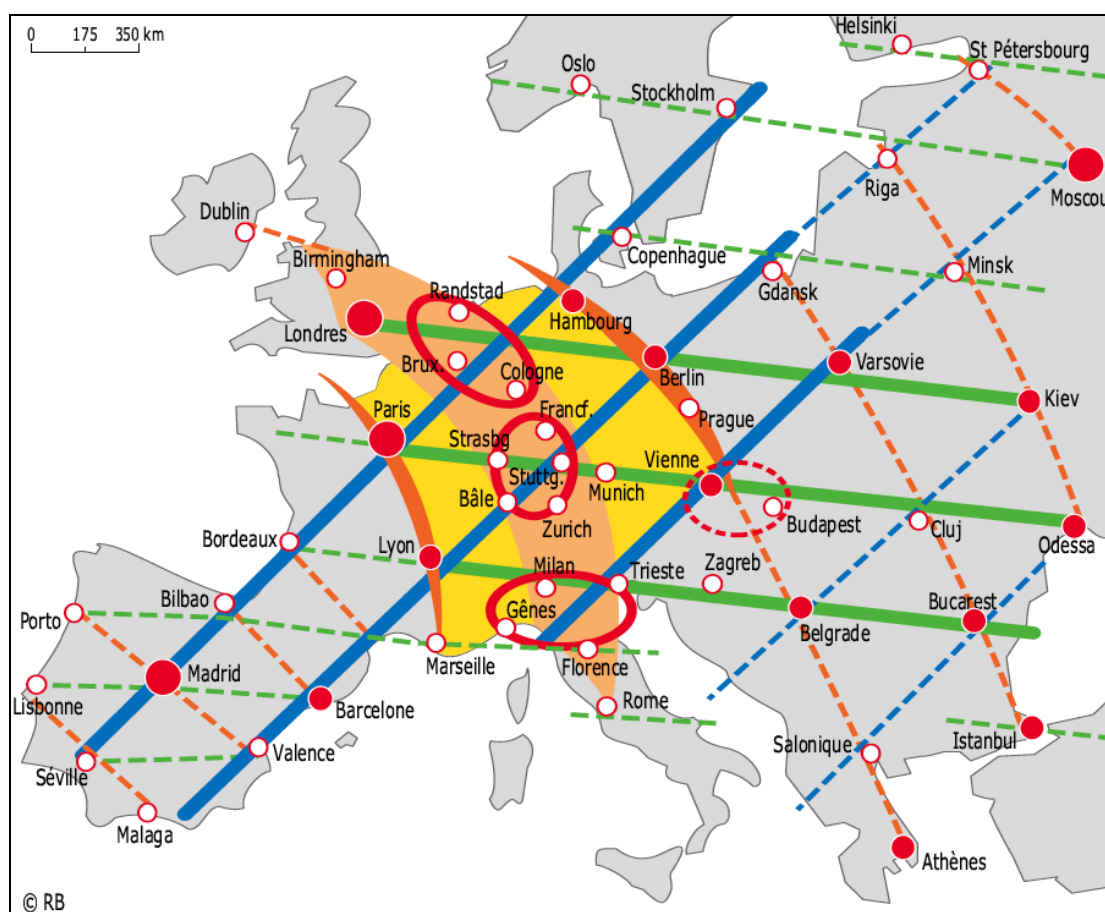 0 175 350 km
Helsinki
St Pétersbourg
Oslo
Stockholm
Riga
Moscou
Dublin
Birmingham
Copenhague
Minsk
Gdansk
Randstad
Londres
Hambourg
Brux.
Cologne
Berlin
Varsovie
Kiev
Paris
Francf.
Prague
Strasbg
Stuttg.
Munich
Vienne
Bâle
Zurich
Budapest
Cluj
Odessa
Bordeaux
Lyon
Milan
Trieste
Zagreb
Bilbao
Gênes
Belgrade
Bucarest
Porto
Marseille
Florence
Madrid
Lisbonne
Barcelone
Rome
Séville
Valence
Salonique
Istanbul
Malaga
Athènes
© RB